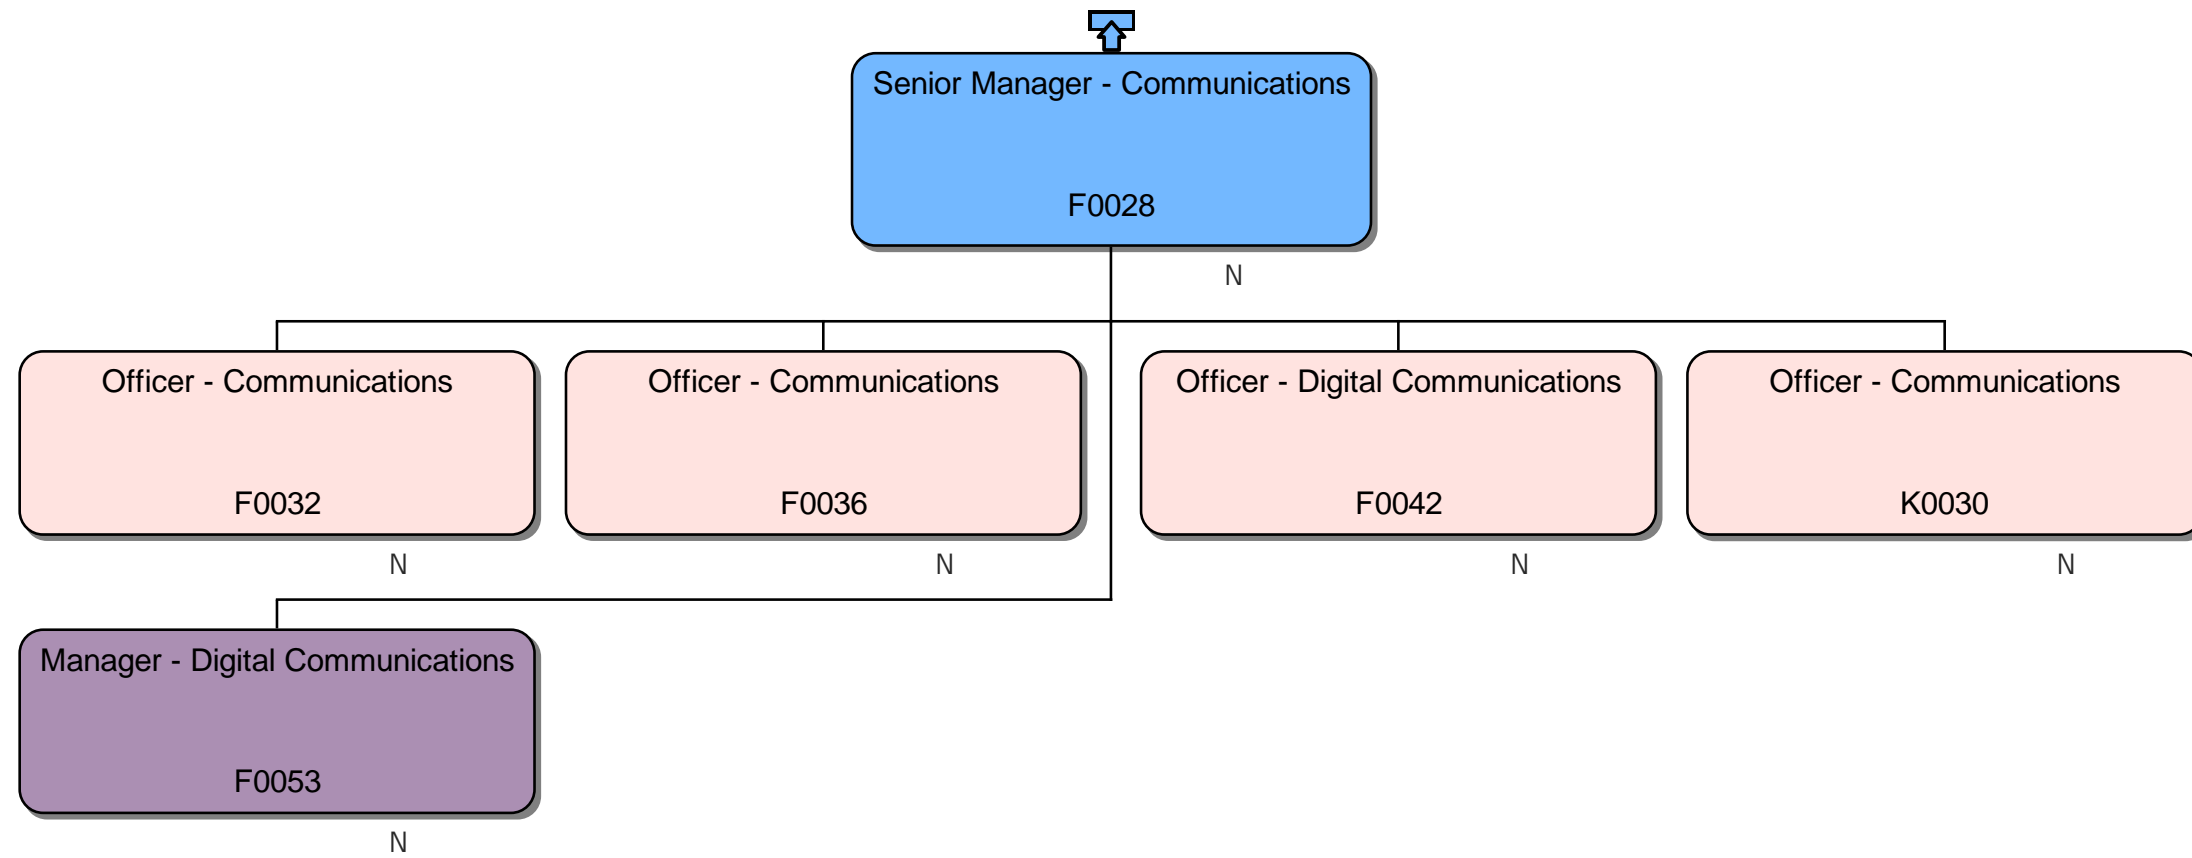 Senior Manager - Communications
F0028
N
Officer - Communications
F0032
N
Officer - Communications
F0036
N
Officer - Digital Communications
F0042
N
Officer - Communications
K0030
N
Manager - Digital Communications
F0053
N